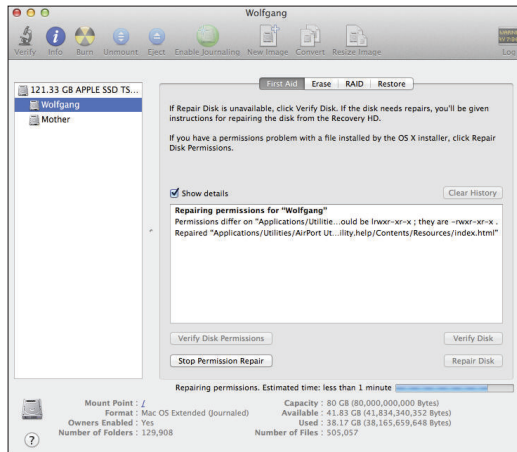 Wolfgang
Verify Info Burn Unmount Eject Enable Journaling New Image Convert Resize Image Log
121.33 GB APPLE SSD TS...
Wolfgang
Mother
First Aid Erase RAID Restore
If Repair Disk is unavailable, click Verify Disk. If the disk needs repairs, you'll be given
instructions for repairing the disk from the Recovery HD.
If you have a permissions problem with a file installed by the OS X installer, click Repair
Disk Permissions.
Show details Clear History
Repairing permissions for "Wolfgang"
Permissions differ on "Applications/Utilitie...ould be lrwxr-xr-x ; they are -rwxr-xr-x .
Repaired "Applications/Utilities/AirPort Ut...ility.help/Contents/Resources/index.html"
Verify Disk Permissions Verify Disk
Stop Permission Repair Repair Disk
Repairing permissions. Estimated time: less than 1 minute
Mount Point : / Capacity : 80 GB (80,000,000,000 Bytes)
Format : Mac OS Extended (Journaled) Available : 41.83 GB (41,834,340,352 Bytes)
Owners Enabled : Yes Used : 38.17 GB (38,165,659,648 Bytes)
Number of Folders : 129,908 Number of Files : 505,057
?